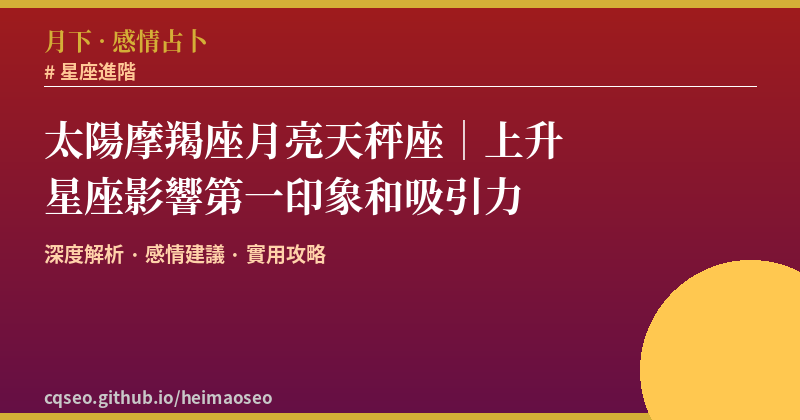 月下 · 感情占卜
# 星座進階
太陽摩羯座月亮天秤座｜上升
星座影響第一印象和吸引力
深度解析 · 感情建議 · 實用攻略
cqseo.github.io/heimaoseo